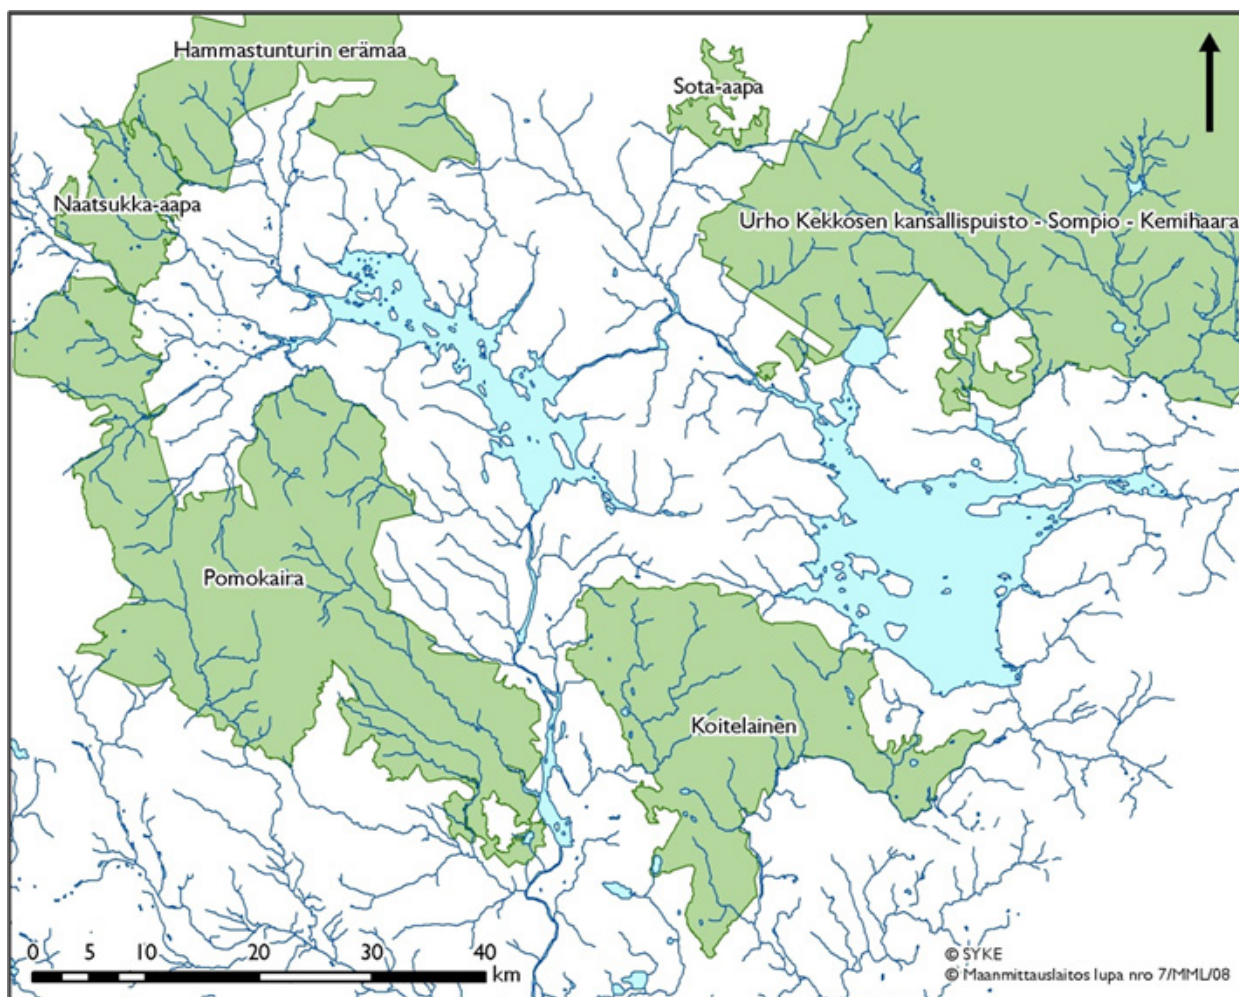 Hammastunturin erämaa
Sota-aapa
Naatsukka-aapa
Urho Kekkosen kansallispuisto - Sompio - Kemihaara
Pomokaira
Koitelainen
0 5 10 20 30 40
km
© SYKE
© Maanmittauslaitos lupa nro 7/MML/08